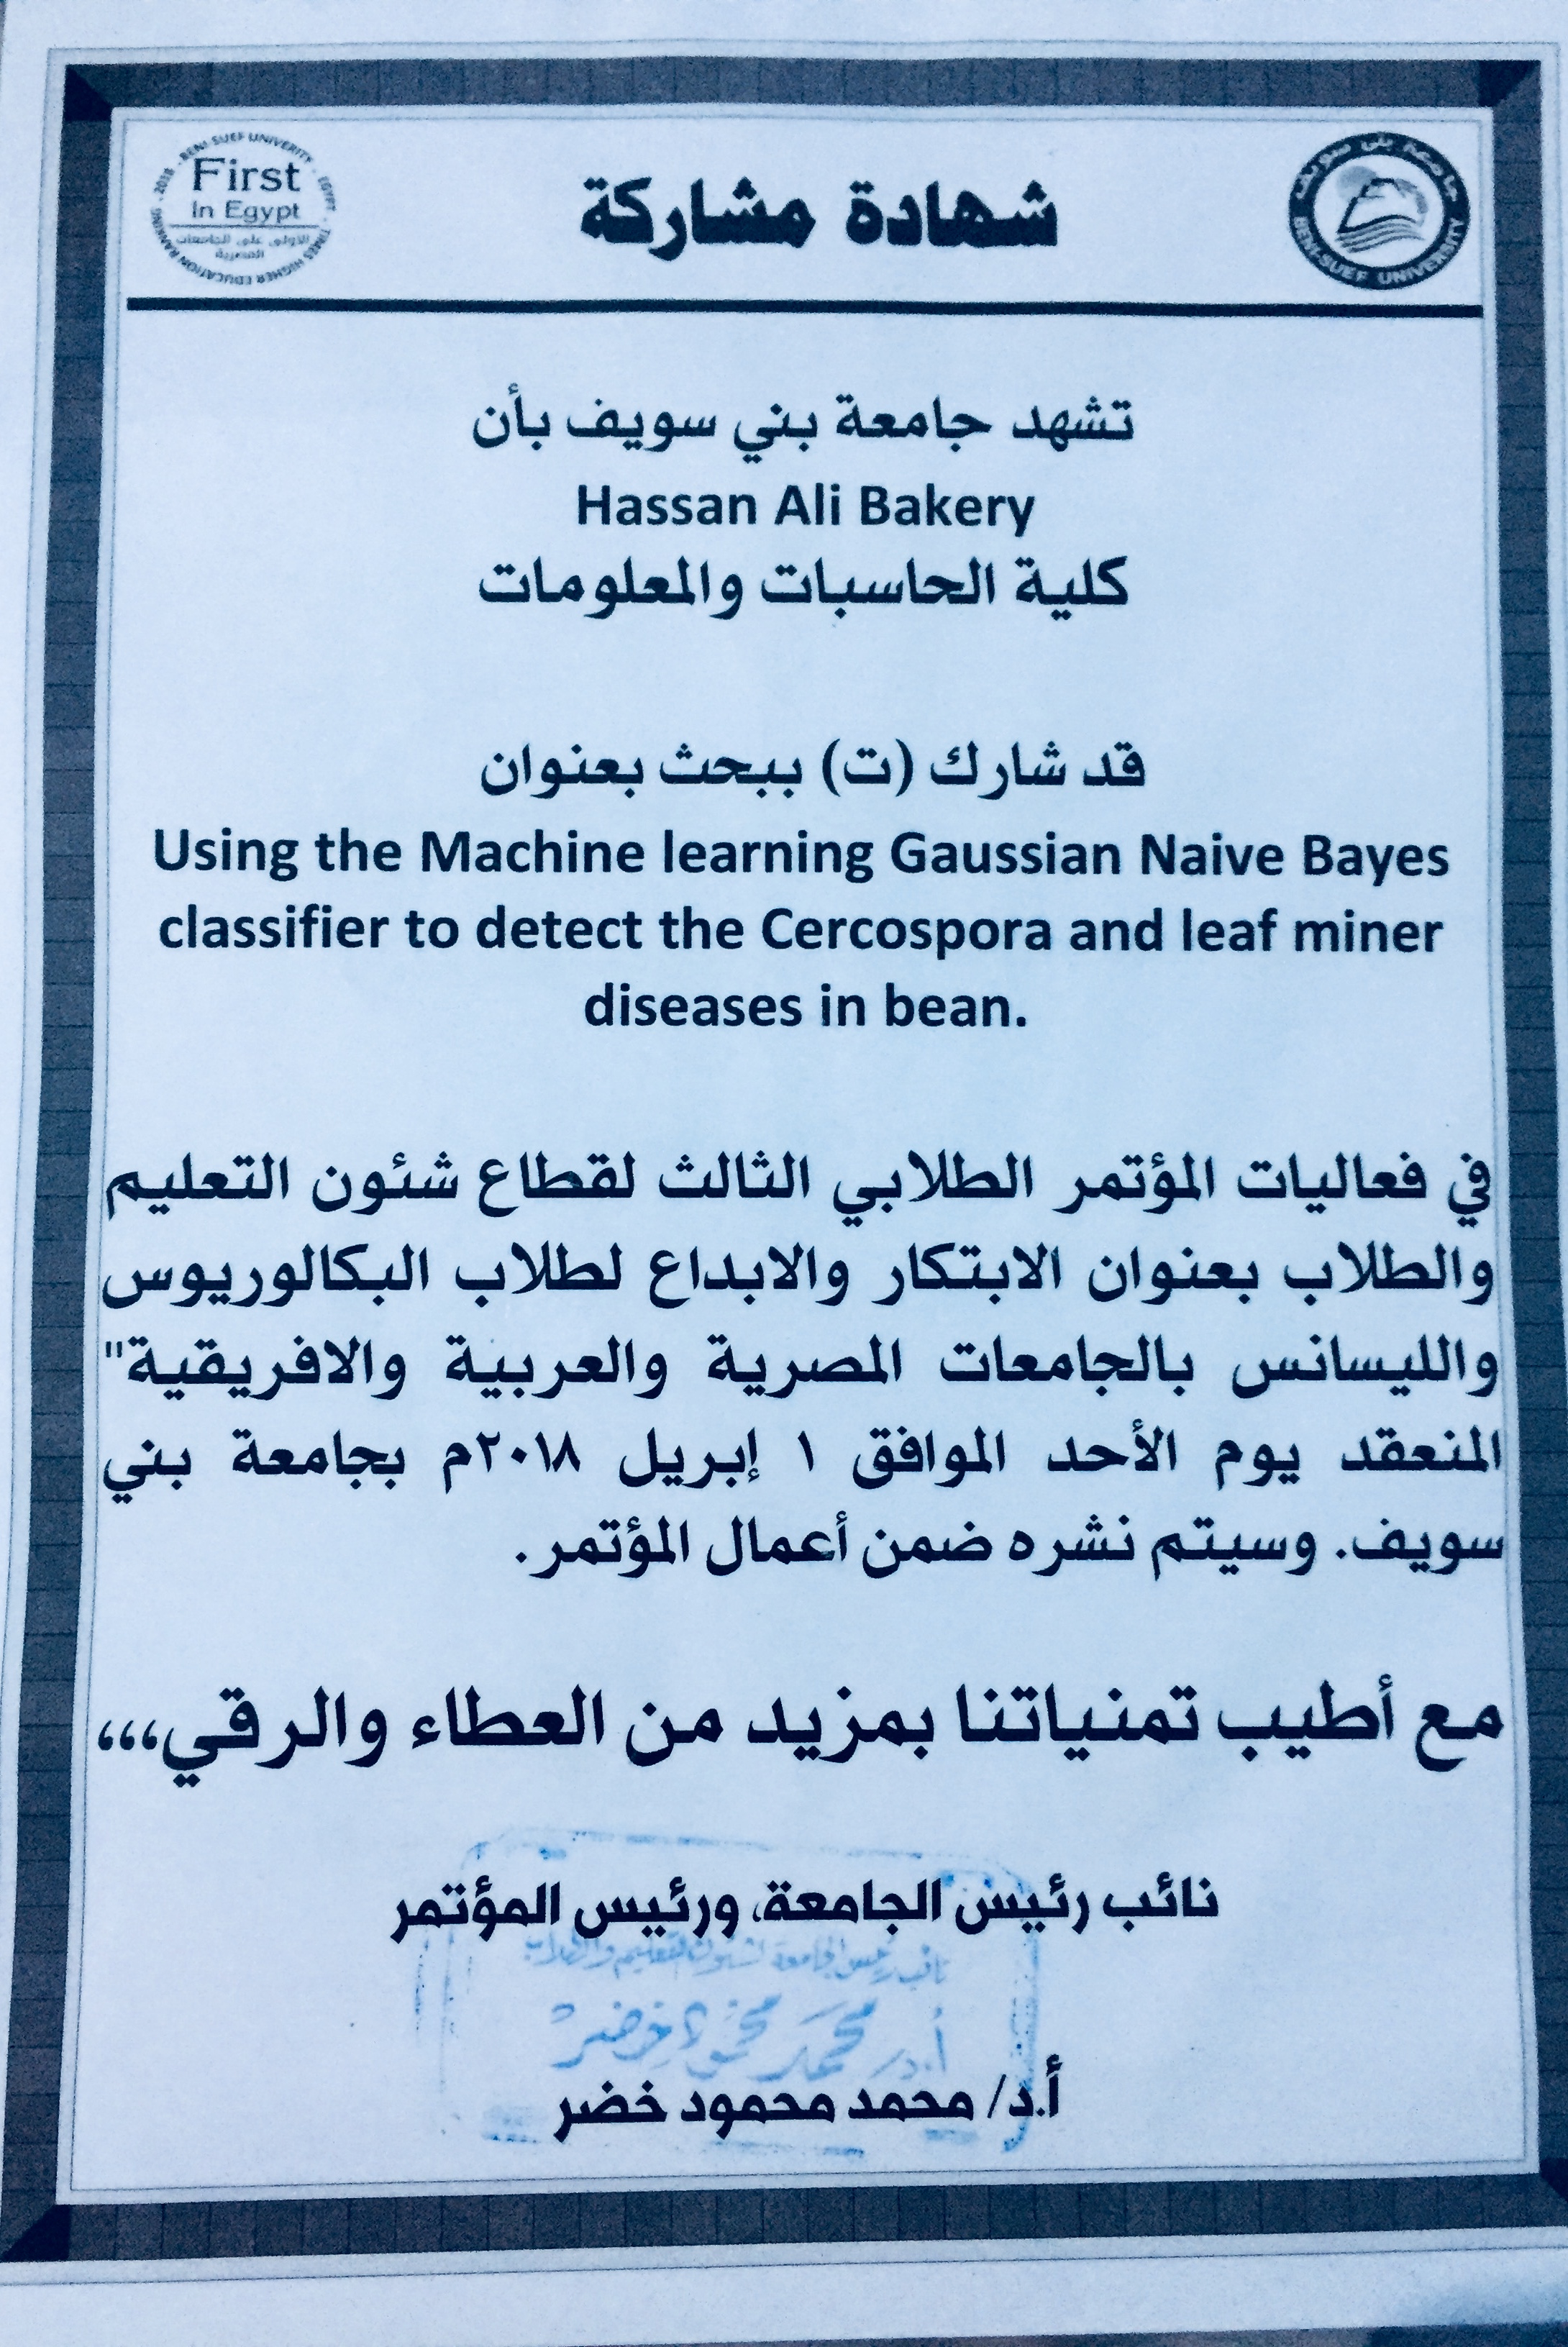 BENI-SUEF UNIVERITY - EGYPT - TIMES HIGHER EDUCATION RANKING - 2018
First
In Egypt
الاولى على الجامعات
المصرية
شهادة مشاركة
جامعة بنى سويف
BENI-SUEF UNIVERSITY
تشهد جامعة بني سويف بأن
Hassan Ali Bakery
كلية الحاسبات والمعلومات
قد شارك (ت) ببحث بعنوان
Using the Machine learning Gaussian Naive Bayes
classifier to detect the Cercospora and leaf miner
diseases in bean.
في فعاليات المؤتمر الطلابي الثالث لقطاع شئون التعليم
والطلاب بعنوان الابتكار والابداع لطلاب البكالوريوس
والليسانس بالجامعات المصرية والعربية والافريقية"
المنعقد يوم الأحد الموافق ١ إبريل ٢٠١٨م بجامعة بني
سويف. وسيتم نشره ضمن أعمال المؤتمر.
مع أطيب تمنياتنا بمزيد من العطاء والرقي،،،
نائب رئيس الجامعة، ورئيس المؤتمر
نائب رئيس الجامعة لشئون التعليم والطلاب
أ.د/ محمد محمود خضر
أ.د/ محمد محمود خضر